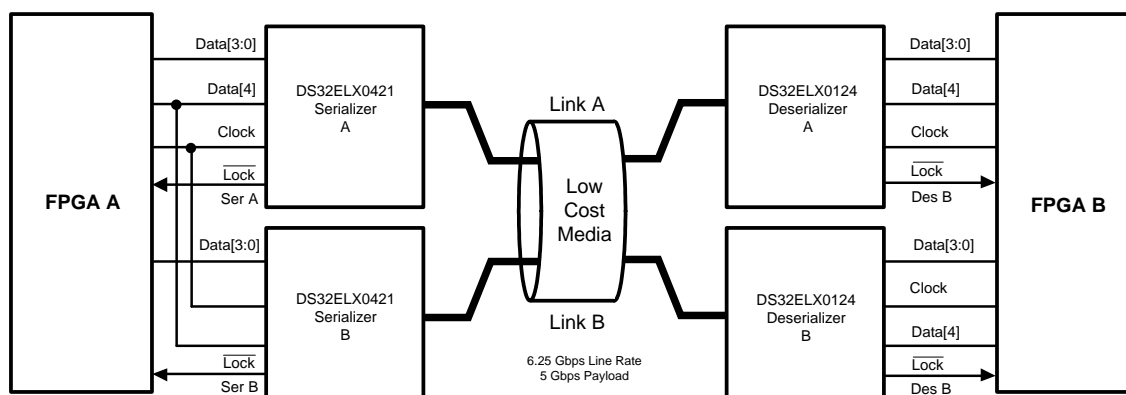 FPGA A
Data[3:0]
Data[4]
Clock
Lock
Ser A
Data[3:0]
Lock
Ser B
DS32ELX0421
Serializer
A
DS32ELX0421
Serializer
B
Link A
Low
Cost
Media
Link B
6.25 Gbps Line Rate
5 Gbps Payload
DS32ELX0124
Deserializer
A
DS32ELX0124
Deserializer
B
Data[3:0]
Data[4]
Clock
Lock
Des B
Data[3:0]
Clock
Data[4]
Lock
Des B
FPGA B